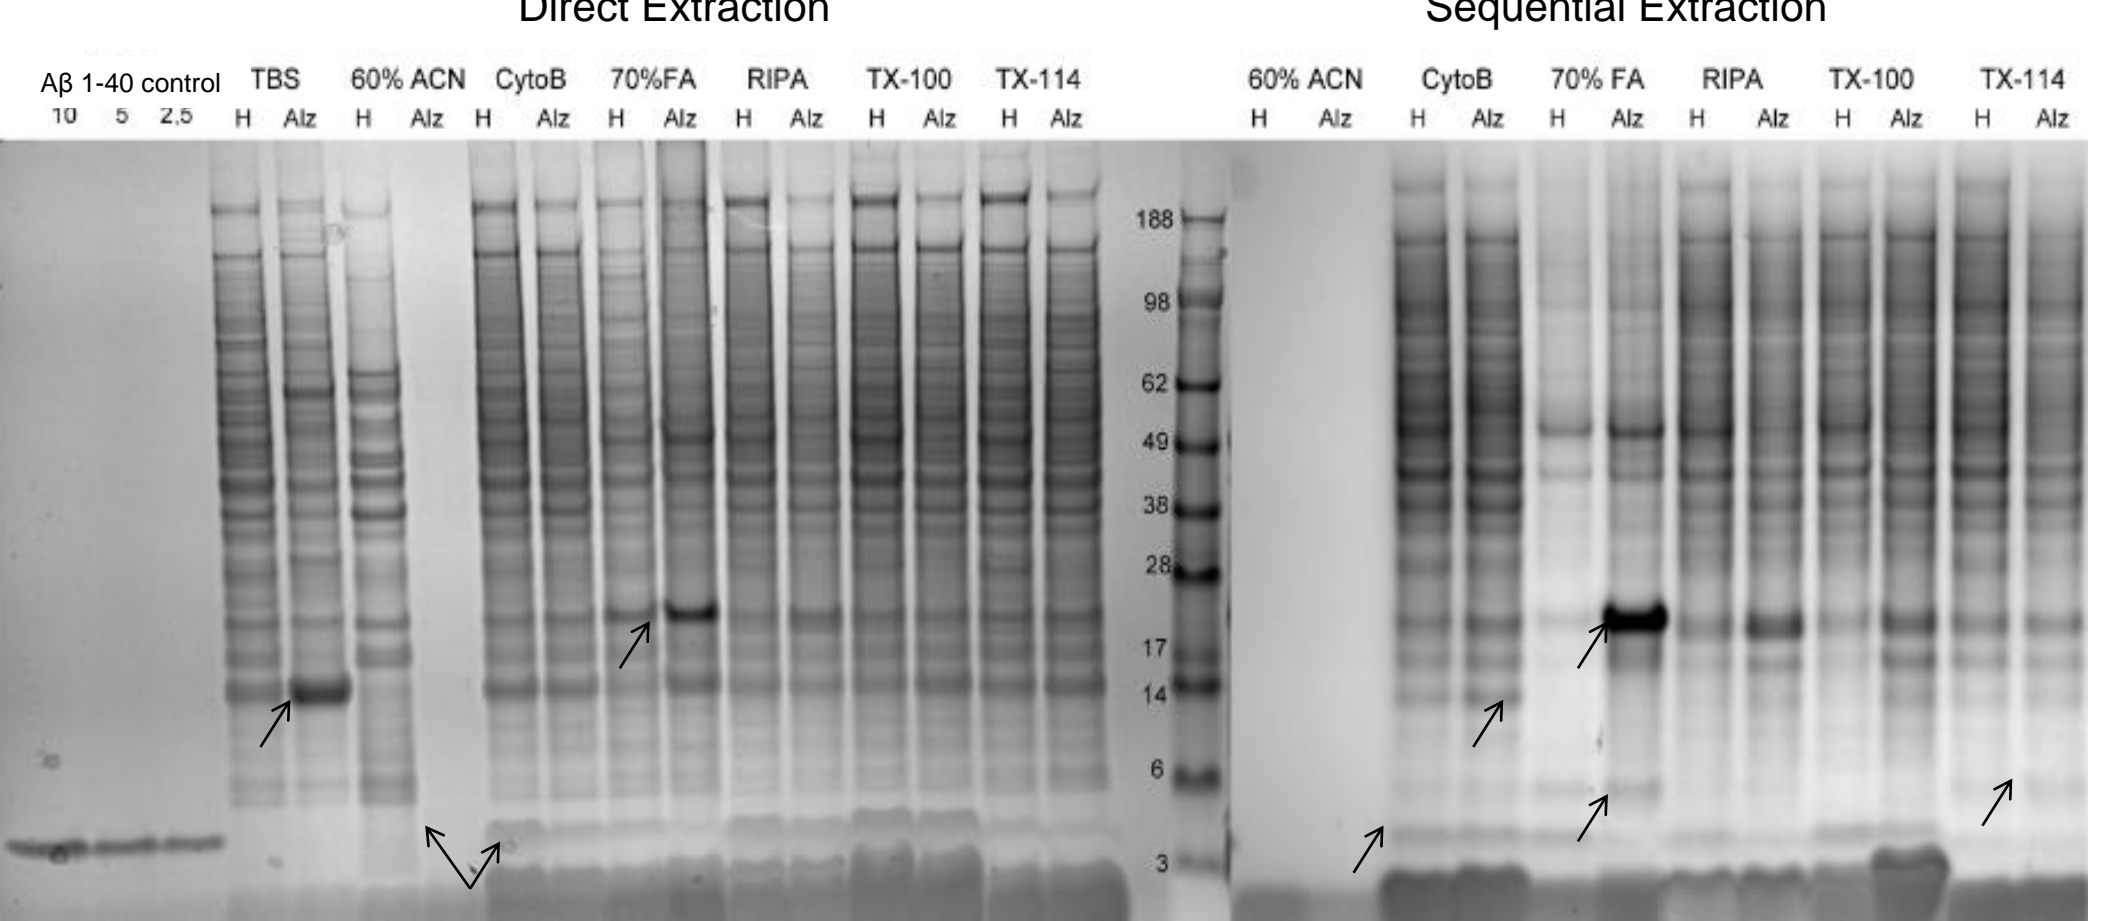 Direct Extraction
Sequential Extraction
Aβ 1-40 control TBS 60% ACN CytoB 70%FA RIPA TX-100 TX-114 60% ACN CytoB 70% FA RIPA TX-100 TX-114
10 5 2,5 H Alz H Alz H Alz H Alz H Alz H Alz H Alz H Alz H Alz H Alz H Alz H Alz H Alz
188
98
62
49
38
28
17
14
6
3